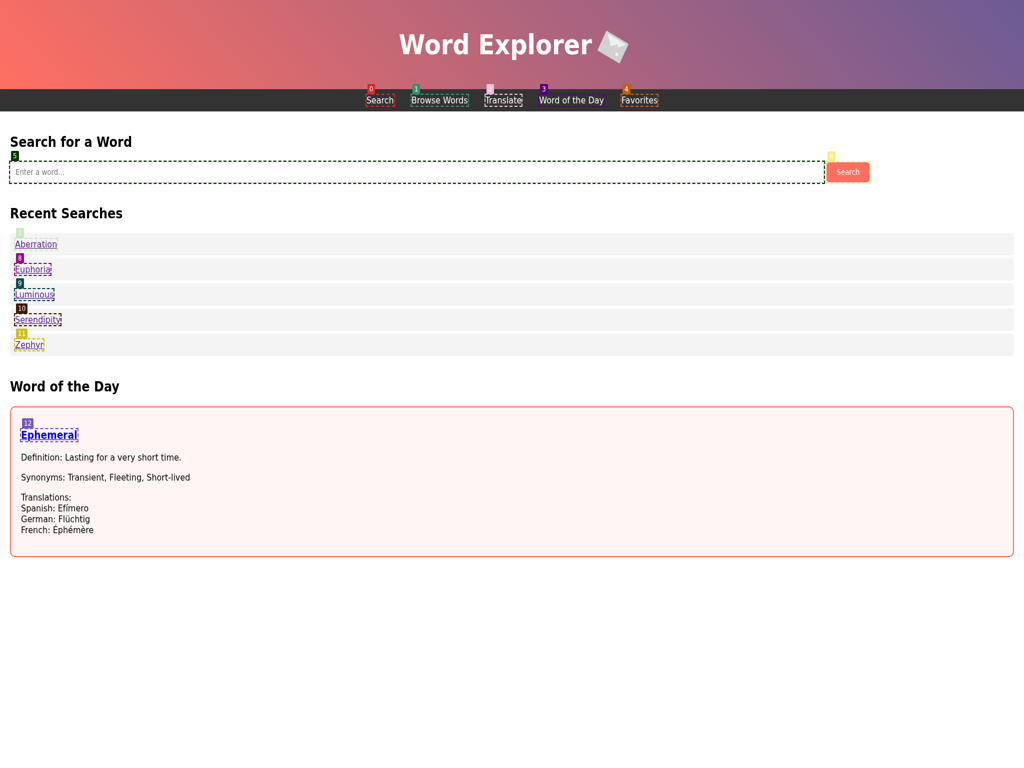 Word Explorer
0
1
2
3
4
Search
Browse Words
Translate
Word of the Day
Favorites
Search for a Word
5
Enter a word...
Search
Recent Searches
Aberration
8
Euphoria
9
Luminous
10
Serendipity
11
Zephyr
Word of the Day
12
Ephemeral
Definition: Lasting for a very short time.
Synonyms: Transient, Fleeting, Short-lived
Translations:
Spanish: Efímero
German: Flüchtig
French: Éphémère